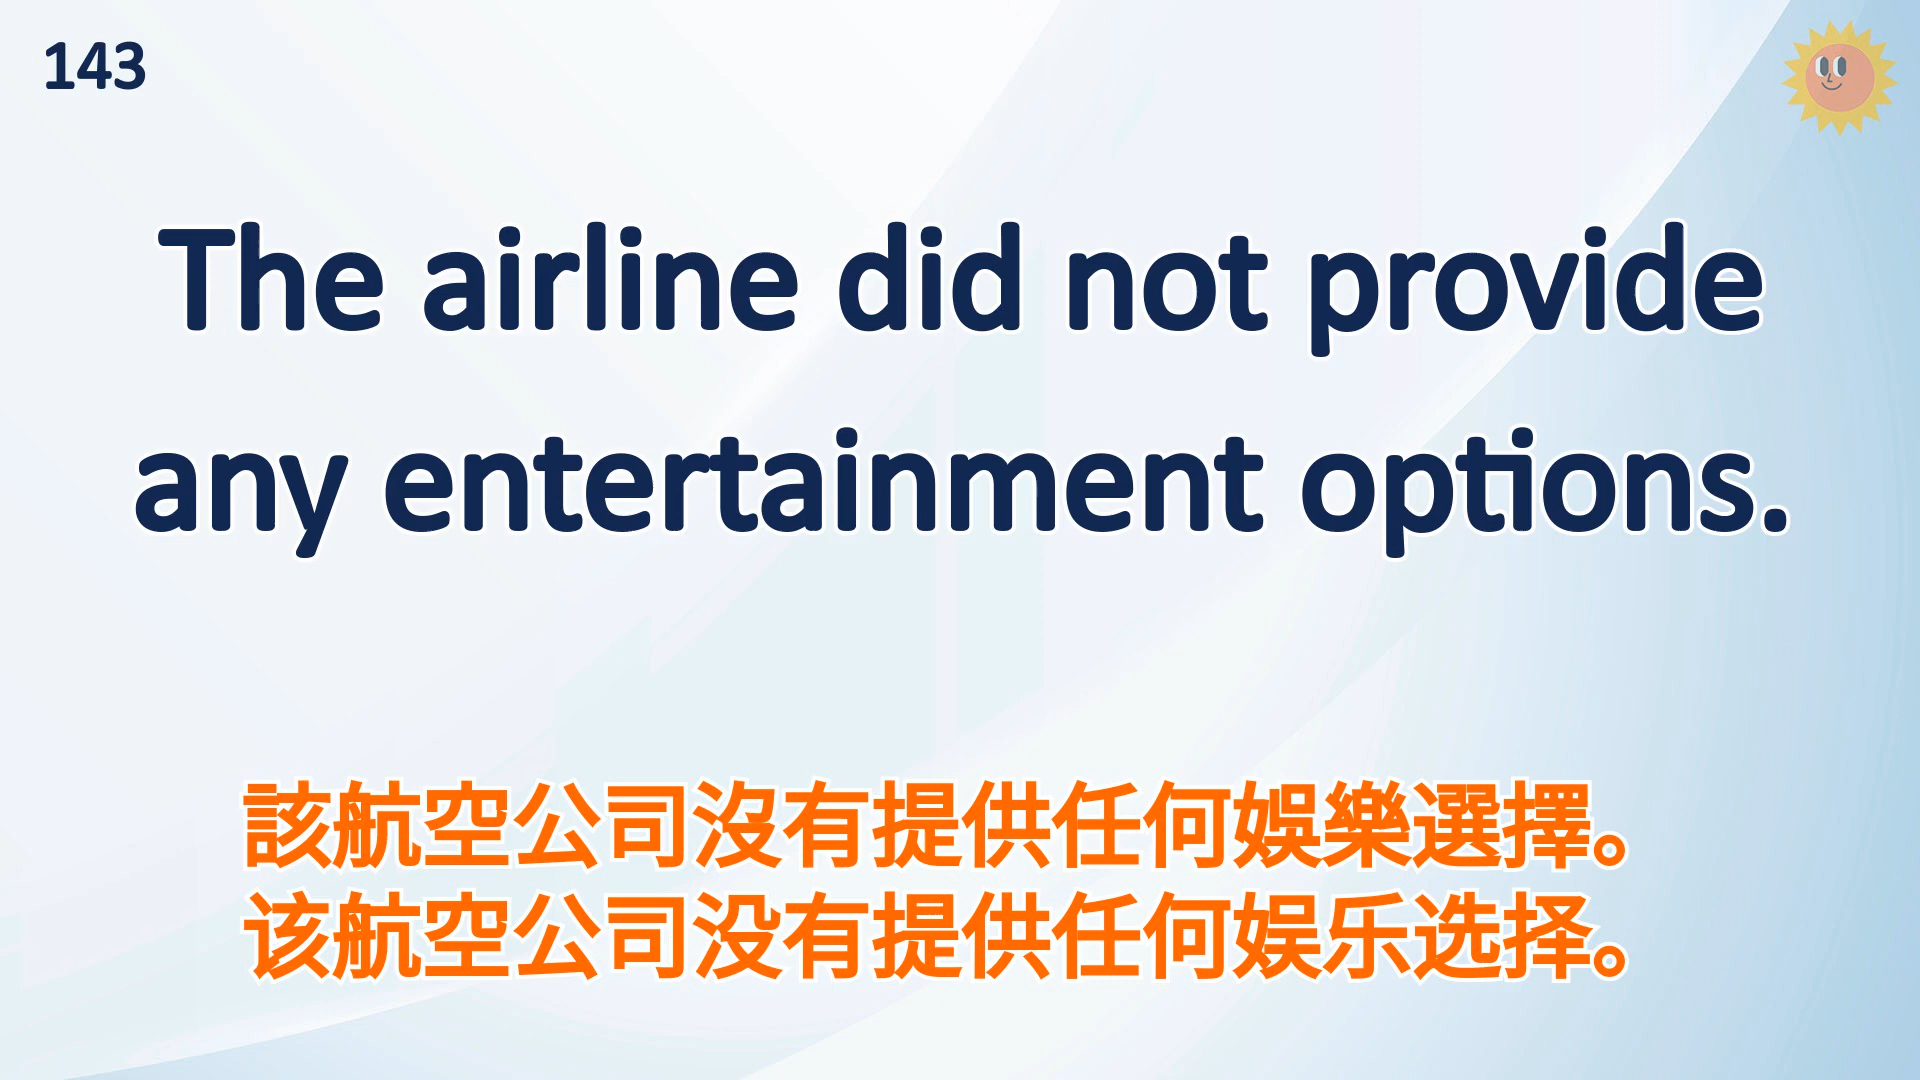 143
The airline did not provide
any entertainment options.
該航空公司沒有提供任何娛樂選擇。
该航空公司没有提供任何娱乐选择。